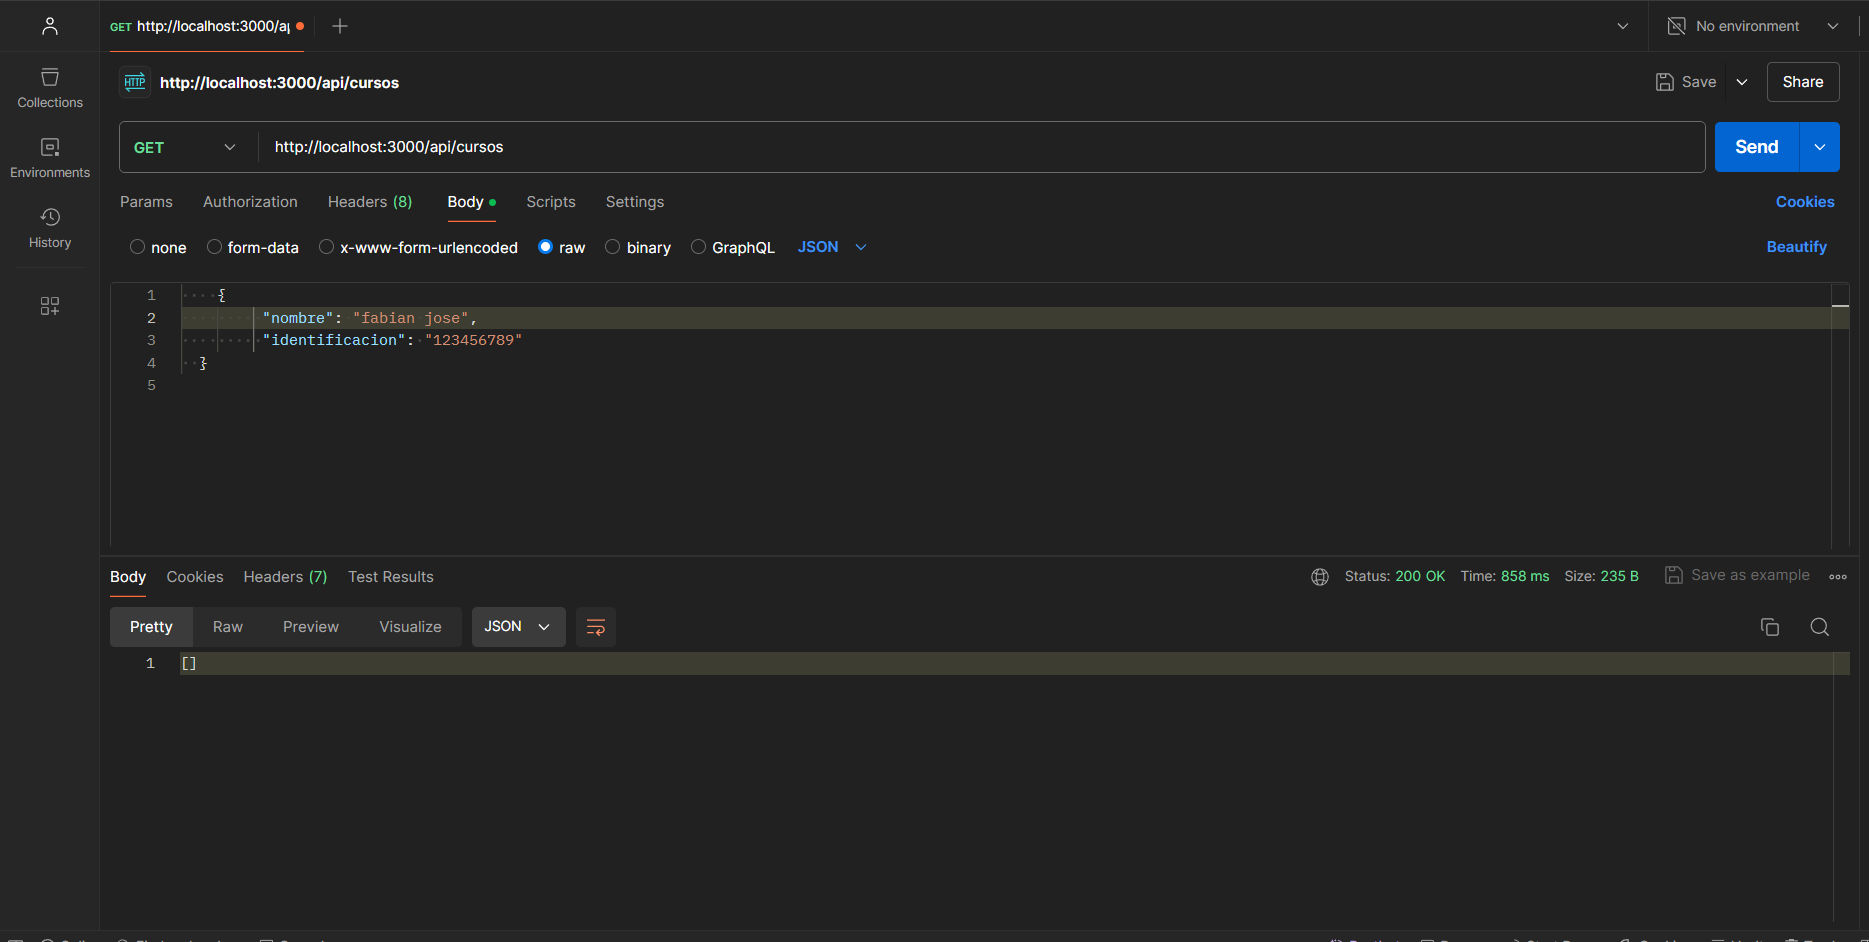 GET http://localhost:3000/ap
No environment
http://localhost:3000/api/cursos
Save
Share
Collections
GET http://localhost:3000/api/cursos
Send
Environments
Params Authorization Headers (8) Body Scripts Settings Cookies
History
none form-data x-www-form-urlencoded raw binary GraphQL JSON Beautify
1 {
2 "nombre": "fabian jose",
3 "identificacion": "123456789"
4 }
5
Body Cookies Headers (7) Test Results Status: 200 OK Time: 858 ms Size: 235 B Save as example
Pretty Raw Preview Visualize JSON
1 []